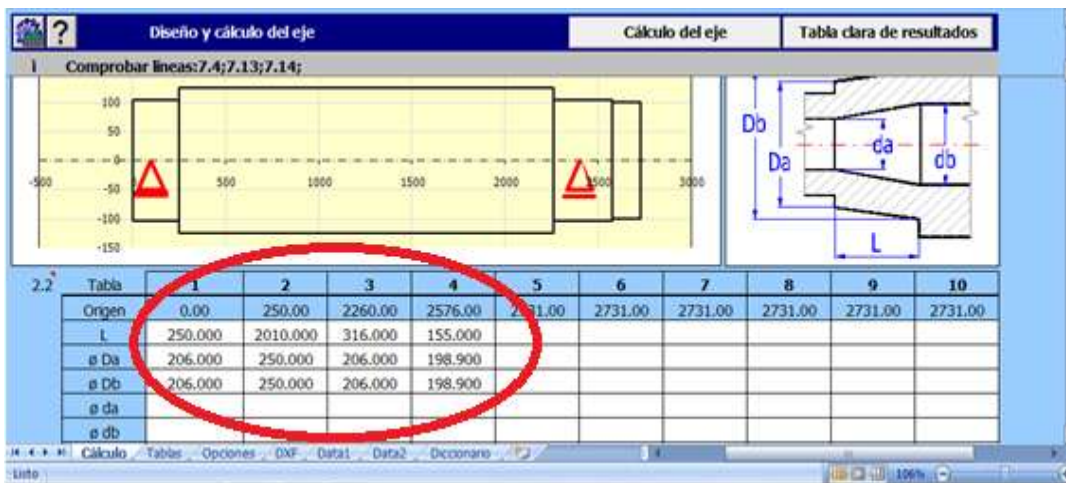 ? Diseño y cálculo del eje Cálculo del eje Tabla clara de resultados
i Comprobar lineas:7.4;7.13;7.14;
100
50
0
-500 500 1000 1500 2000 2500 3000
-50
-100
-150
Db
Da
da
db
L
2.2 Tabla 1 2 3 4 5 6 7 8 9 10
Origen 0.00 250.00 2260.00 2576.00 2731.00 2731.00 2731.00 2731.00 2731.00 2731.00
L 250.000 2010.000 316.000 155.000
ø Da 206.000 250.000 206.000 198.900
ø Db 206.000 250.000 206.000 198.900
ø da
ø db
Cálculo Tablas Opciones DXF Data1 Data2 Diccionario
Listo 106%